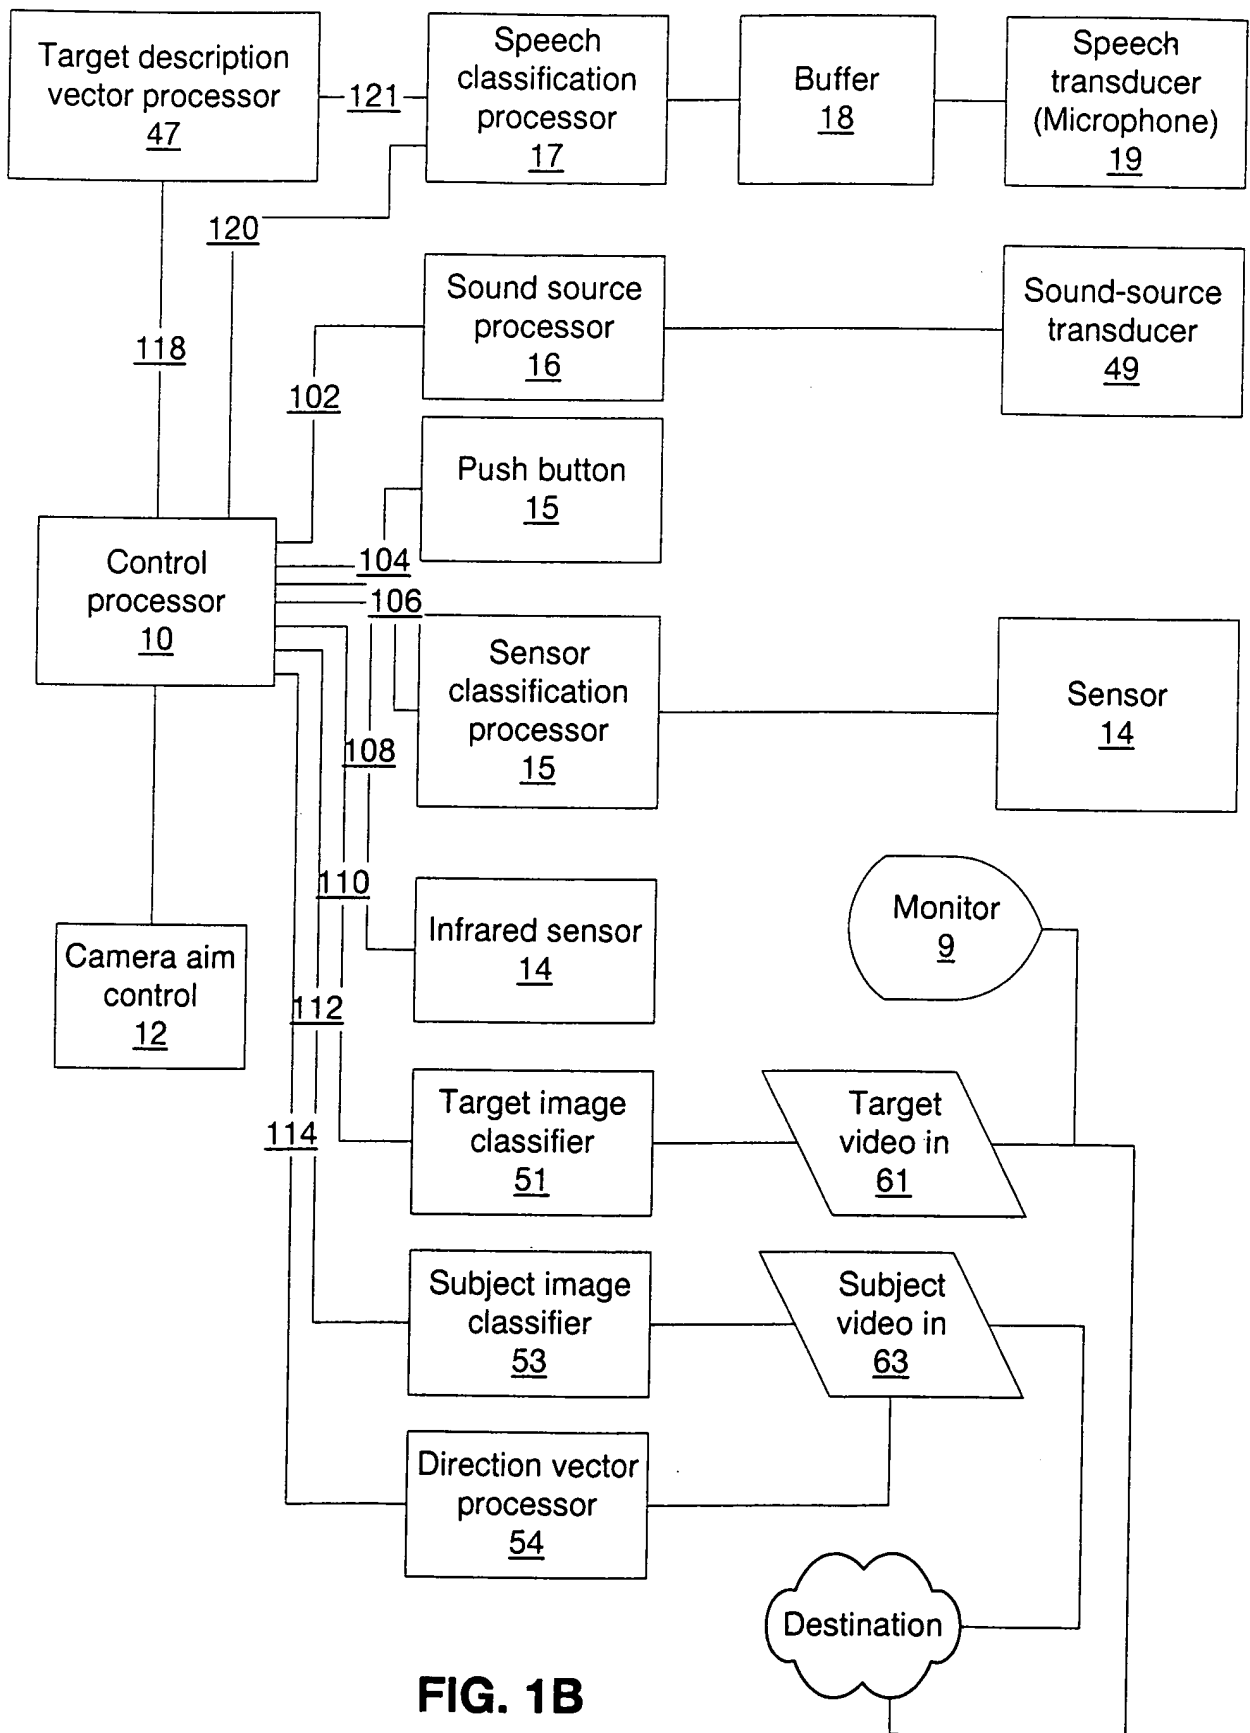 Target description
vector processor
47
121
Speech
classification
processor
17
Buffer
18
Speech
transducer
(Microphone)
19
120
118
Sound source
processor
16
Sound-source
transducer
49
102
Push button
15
Control
processor
10
104
106
Sensor
classification
processor
15
Sensor
14
108
110
Infrared sensor
14
Monitor
9
Camera aim
control
12
112
Target image
classifier
51
Target
video in
61
114
Subject image
classifier
53
Subject
video in
63
Direction vector
processor
54
Destination
FIG. 1B